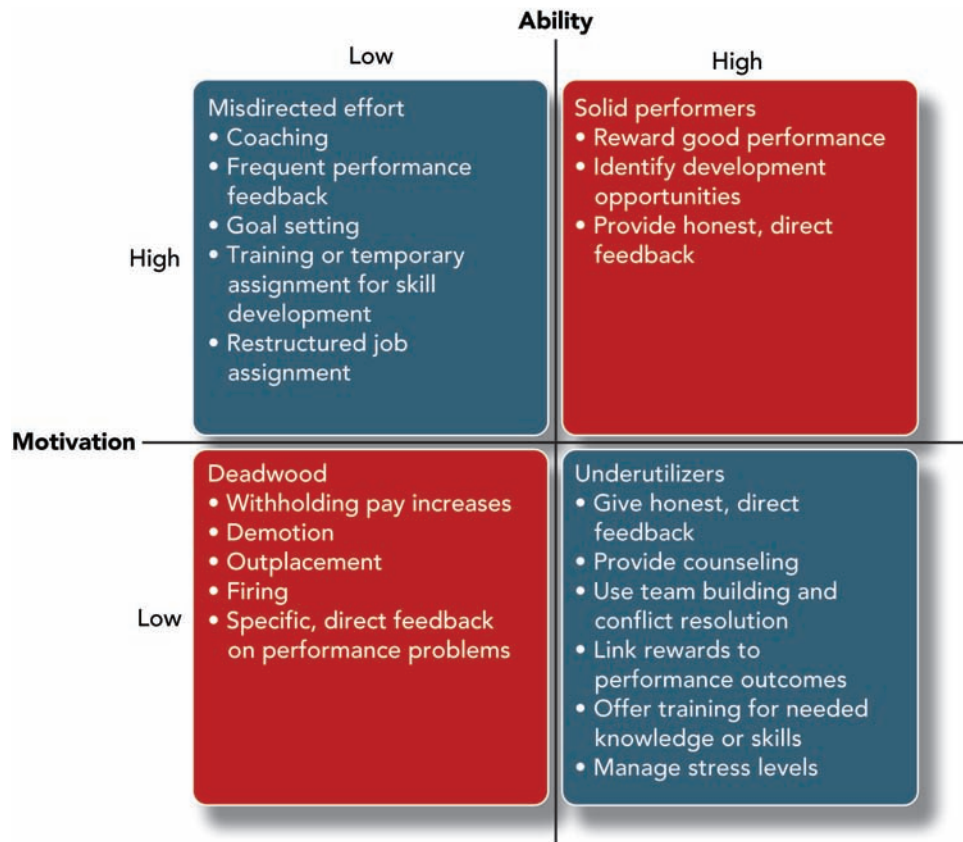 Ability
Low
High
Misdirected effort
• Coaching
• Frequent performance
feedback
• Goal setting
• Training or temporary
assignment for skill
development
• Restructured job
assignment
Solid performers
• Reward good performance
• Identify development
opportunities
• Provide honest, direct
feedback
High
Motivation
Deadwood
• Withholding pay increases
• Demotion
• Outplacement
• Firing
• Specific, direct feedback
on performance problems
Underutilizers
• Give honest, direct
feedback
• Provide counseling
• Use team building and
conflict resolution
• Link rewards to
performance outcomes
• Offer training for needed
knowledge or skills
• Manage stress levels
Low